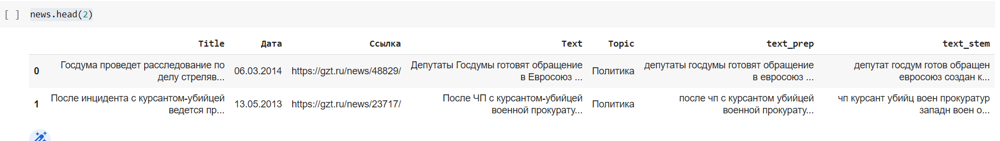 [ ] news.head(2)
Title Дата Ссылка Text Topic text_prep text_stem
0 Госдума проведет расследование по делу стреляв... 06.03.2014 https://gzt.ru/news/48829/ Депутаты Госдумы готовят обращение в Евросоюз ... Политика депутаты госдумы готовят обращение в евросоюз ... депутат госдум готов обращен евросоюз создан к...
1 После инцидента с курсантом-убийцей ведется пр... 13.05.2013 https://gzt.ru/news/23717/ После ЧП с курсантом-убийцей военной прокурату... Политика после чп с курсантом убийцей военной прокурату... чп курсант убийц воен прокуратур западн воен о...